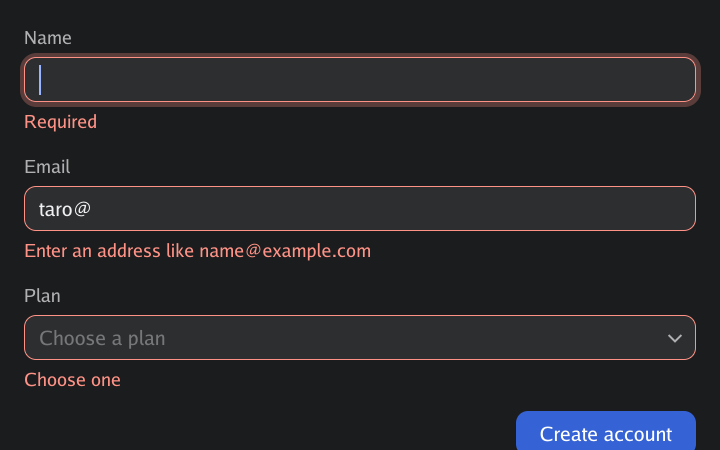 Name
Required
Email
taro@
Enter an address like name@example.com
Plan
Choose a plan
Choose one
Create account